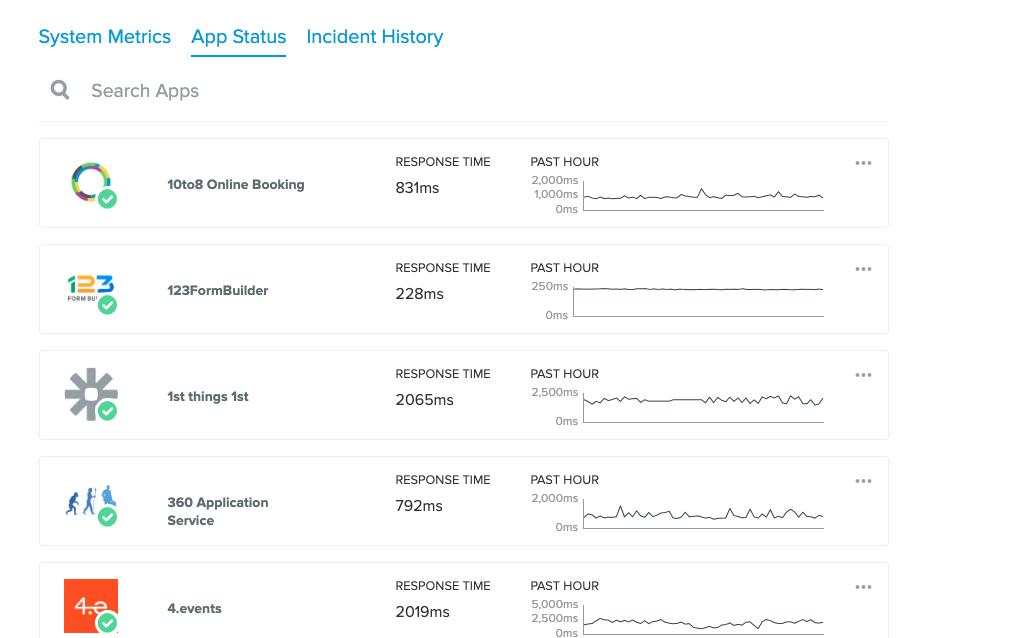 System Metrics App Status Incident History
Search Apps
RESPONSE TIME PAST HOUR
10to8 Online Booking 831ms 2,000ms
1,000ms
0ms
RESPONSE TIME PAST HOUR
123
FORM BU
123FormBuilder 228ms 250ms
0ms
RESPONSE TIME PAST HOUR
1st things 1st 2065ms 2,500ms
0ms
RESPONSE TIME PAST HOUR
360 Application
Service 792ms 2,000ms
0ms
RESPONSE TIME PAST HOUR
4.e
4.events 2019ms 5,000ms
2,500ms
0ms